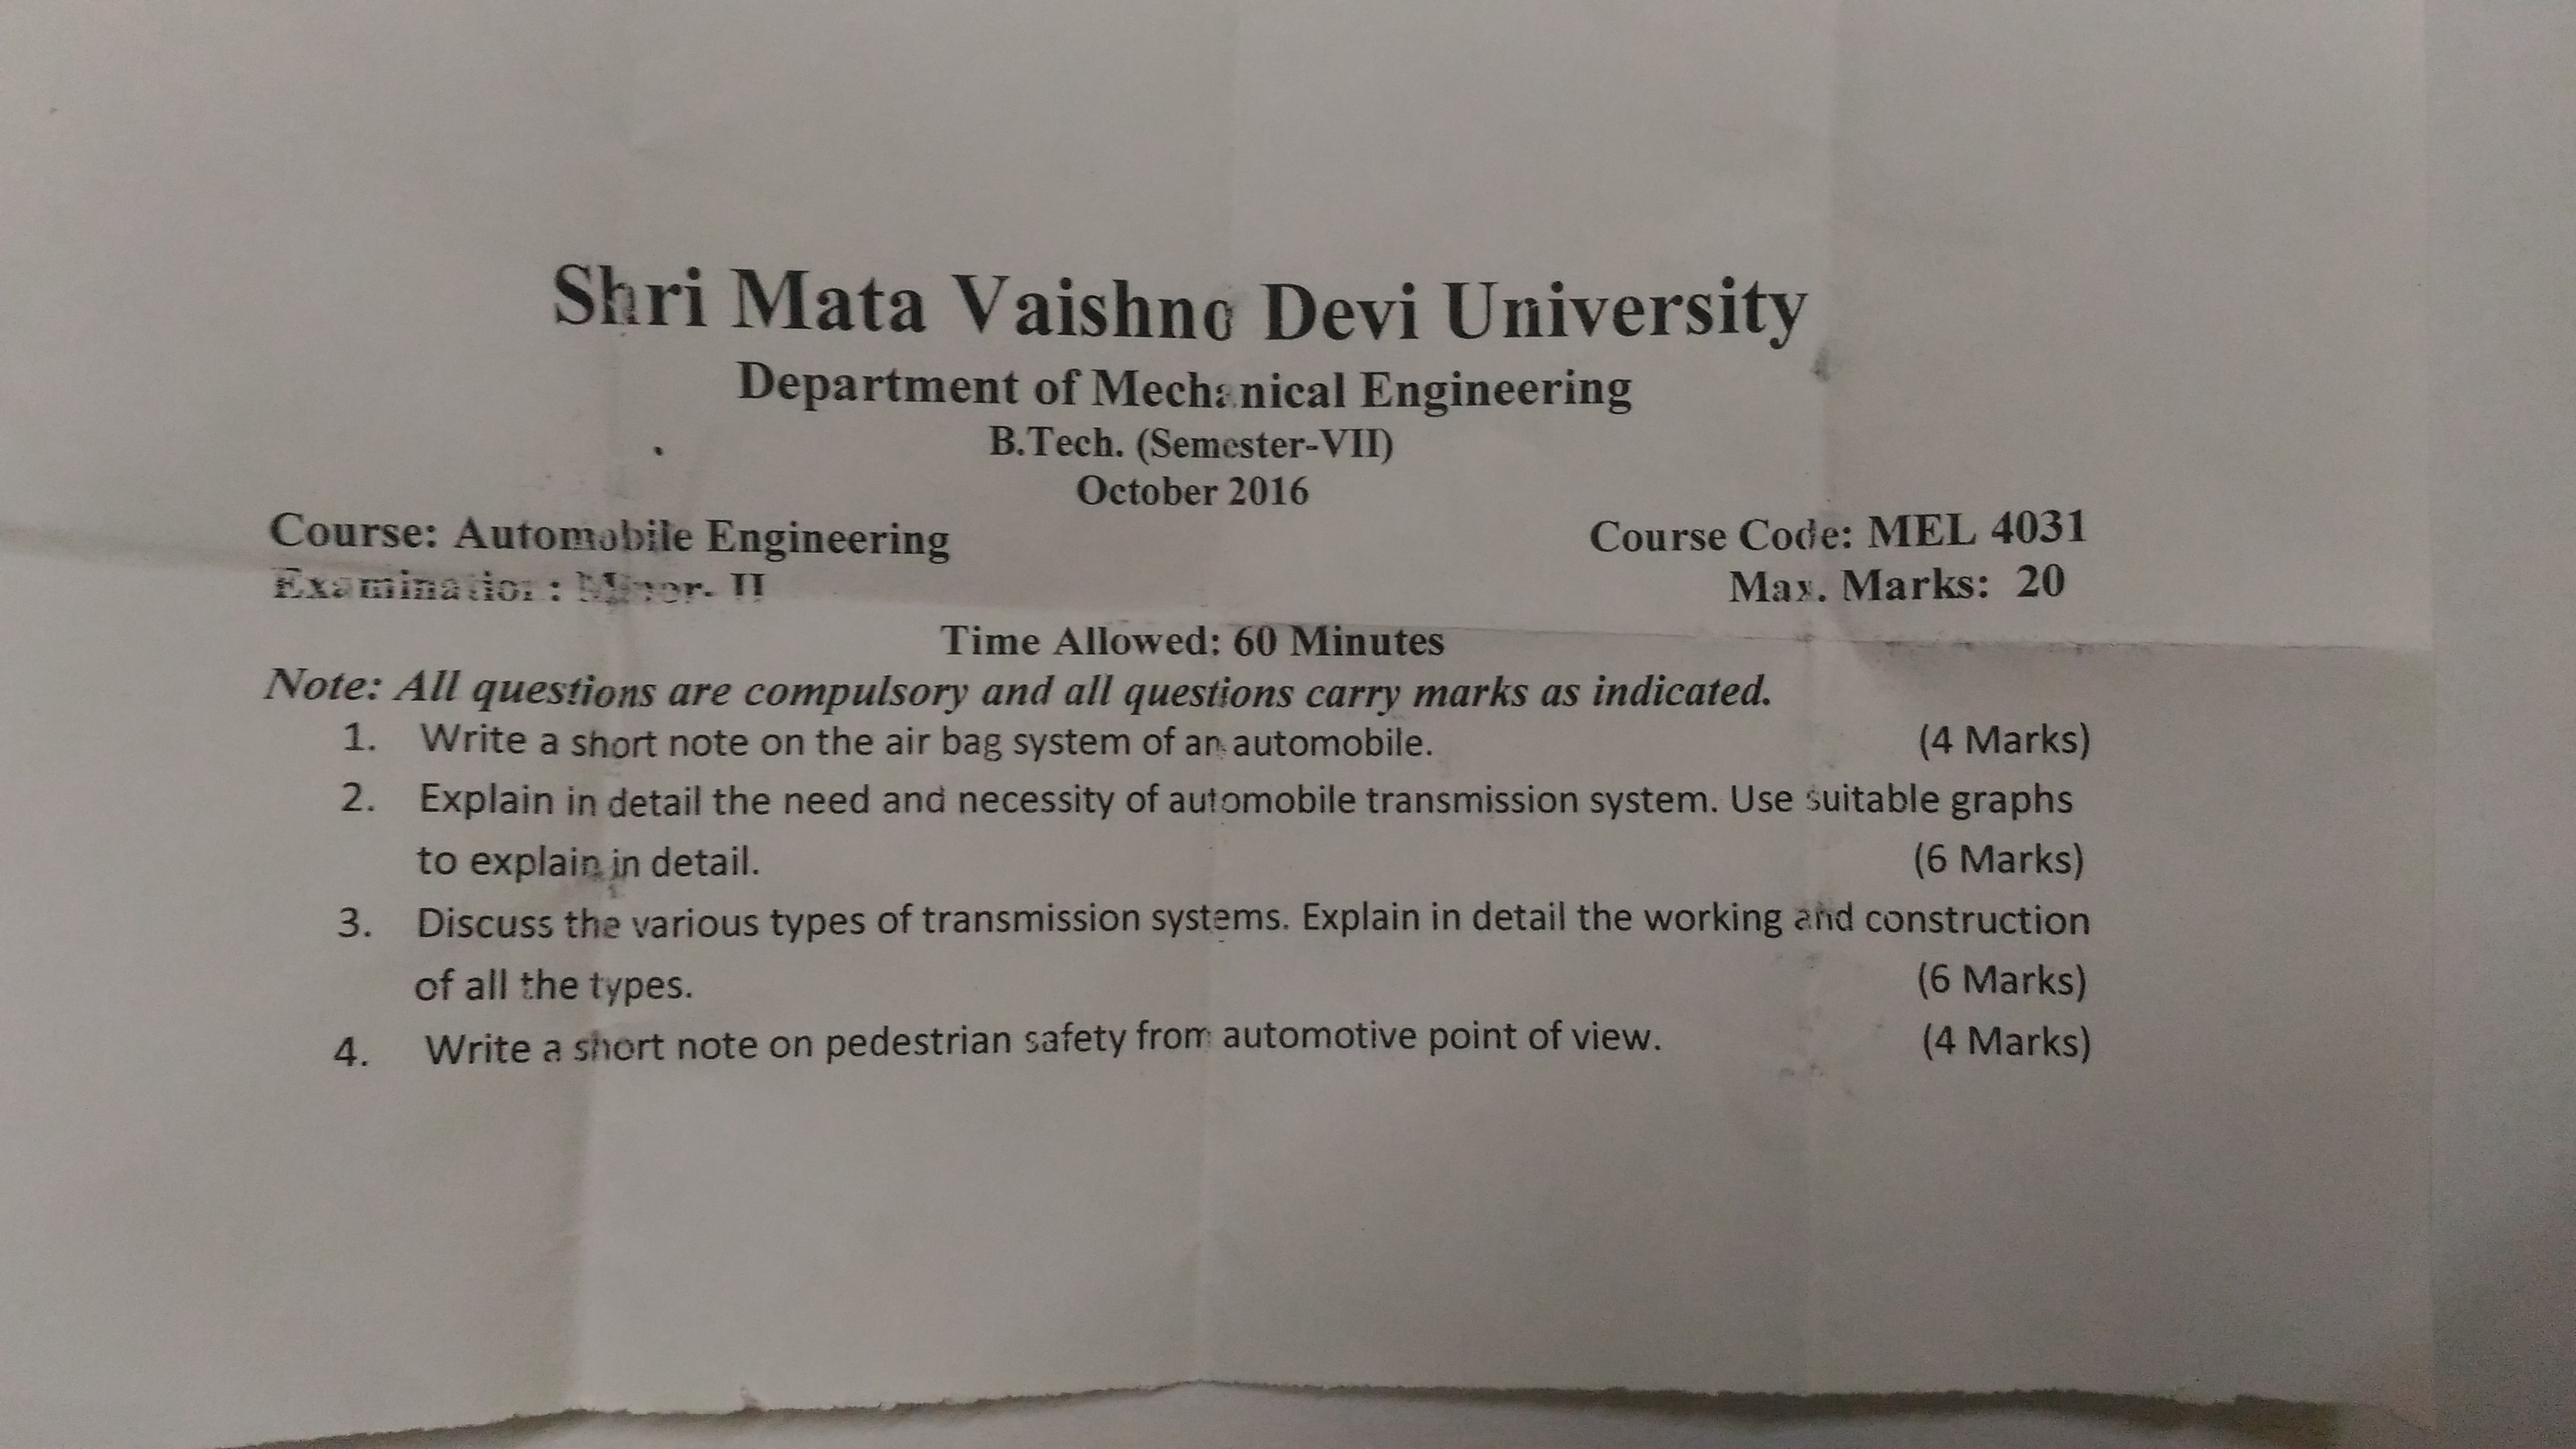 Shri Mata Vaishno Devi University
Department of Mechanical Engineering
B.Tech. (Semester-VII)
October 2016
Course: Automobile Engineering Course Code: MEL 4031
Examination: Minor- II Max. Marks: 20
Time Allowed: 60 Minutes
Note: All questions are compulsory and all questions carry marks as indicated.
1. Write a short note on the air bag system of an automobile. (4 Marks)
2. Explain in detail the need and necessity of automobile transmission system. Use suitable graphs
to explain in detail. (6 Marks)
3. Discuss the various types of transmission systems. Explain in detail the working and construction
of all the types. (6 Marks)
4. Write a short note on pedestrian safety from automotive point of view. (4 Marks)